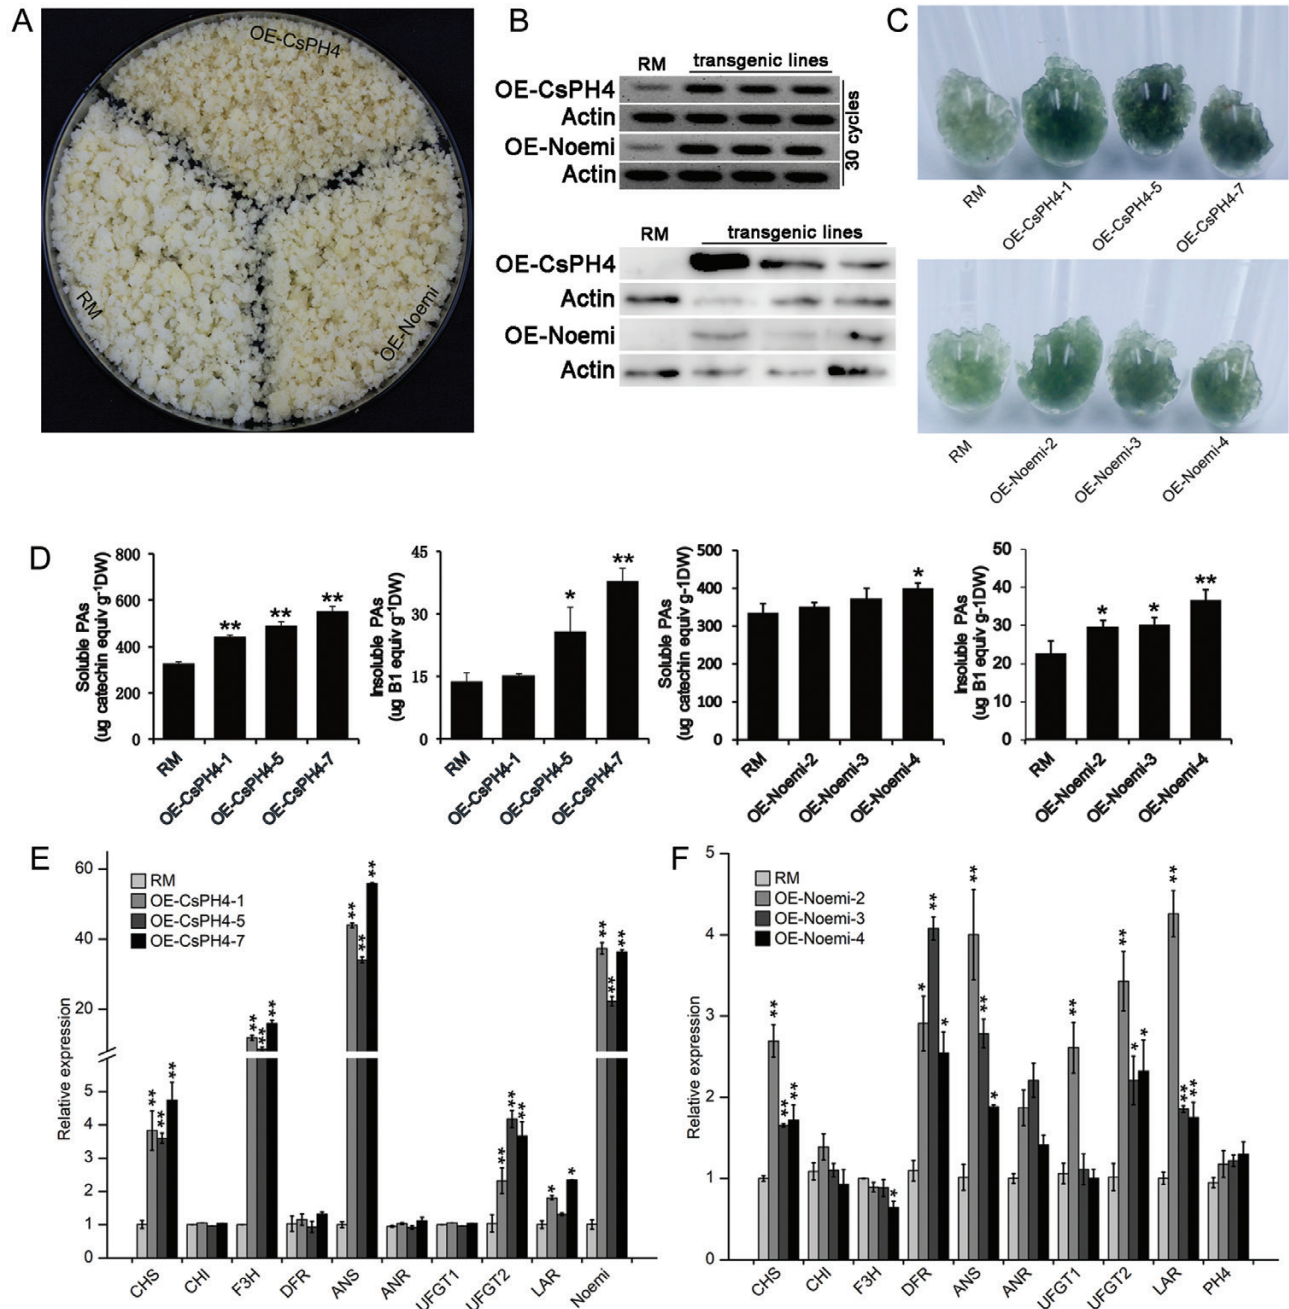 A
OE-CsPH4
RM
OE-Noemi
B
RM
transgenic lines
OE-CsPH4
Actin
OE-Noemi
Actin
30 cycles
RM
transgenic lines
OE-CsPH4
Actin
OE-Noemi
Actin
C
RM
OE-CsPH4-1
OE-CsPH4-5
OE-CsPH4-7
RM
OE-Noemi-2
OE-Noemi-3
OE-Noemi-4
D
Soluble PAs
(ug catechin equiv g⁻¹DW)
800
600
400
200
0
** ** **
RM
OE-CsPH4-1
OE-CsPH4-5
OE-CsPH4-7
Insoluble PAs
(ug B1 equiv g⁻¹DW)
45
30
15
0
* **
RM
OE-CsPH4-1
OE-CsPH4-5
OE-CsPH4-7
Soluble PAs
(ug catechin equiv g-1DW)
500
400
300
200
100
0
*
RM
OE-Noemi-2
OE-Noemi-3
OE-Noemi-4
Insoluble PAs
(ug B1 equiv g-1DW)
50
40
30
20
10
0
* * **
RM
OE-Noemi-2
OE-Noemi-3
OE-Noemi-4
E
Relative expression
60
40
20
5
4
3
2
1
0
RM
OE-CsPH4-1
OE-CsPH4-5
OE-CsPH4-7
** ** **
** ** **
** ** **
** ** **
* *
** ** **
CHS
CHI
F3H
DFR
ANS
ANR
UFGT1
UFGT2
LAR
Noemi
F
Relative expression
5
4
3
2
1
0
RM
OE-Noemi-2
OE-Noemi-3
OE-Noemi-4
** ** **
*
* ** *
** ** *
**
** * *
** ** **
CHS
CHI
F3H
DFR
ANS
ANR
UFGT1
UFGT2
LAR
PH4